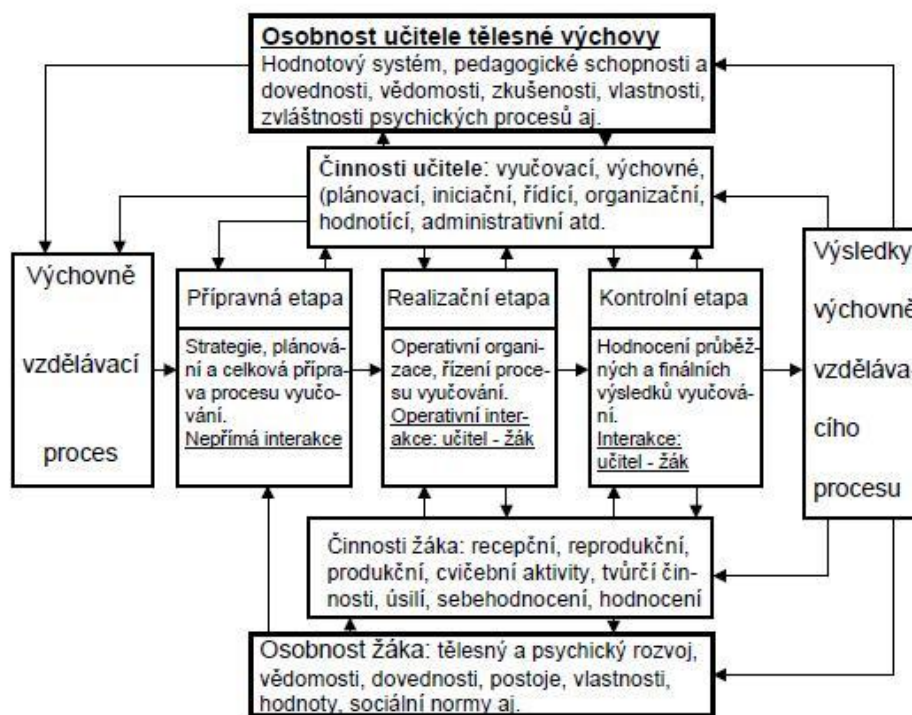 Osobnost učitele tělesné výchovy
Hodnotový systém, pedagogické schopnosti a
dovednosti, vědomosti, zkušenosti, vlastnosti,
zvláštnosti psychických procesů aj.
Činnosti učitele: vyučovací, výchovné,
(plánovací, iniciační, řídící, organizační,
hodnotící, administrativní atd.
Výchovně
vzdělávací
proces
Přípravná etapa
Strategie, plánová-
ní a celková přípra-
va procesu vyučo-
vání.
Nepřímá interakce
Realizační etapa
Operativní organi-
zace, řízení proce-
su vyučování.
Operativní inter-
akce: učitel - žák
Kontrolní etapa
Hodnocení průběž-
ných a finálních
výsledků vyučová-
ní.
Interakce:
učitel - žák
Výsledky
výchovně
vzděláva-
cího
procesu
Činnosti žáka: recepční, reprodukční,
produkční, cvičební aktivity, tvůrčí čin-
nosti, úsilí, sebehodnocení, hodnocení
Osobnost žáka: tělesný a psychický rozvoj,
vědomosti, dovednosti, postoje, vlastnosti,
hodnoty, sociální normy aj.